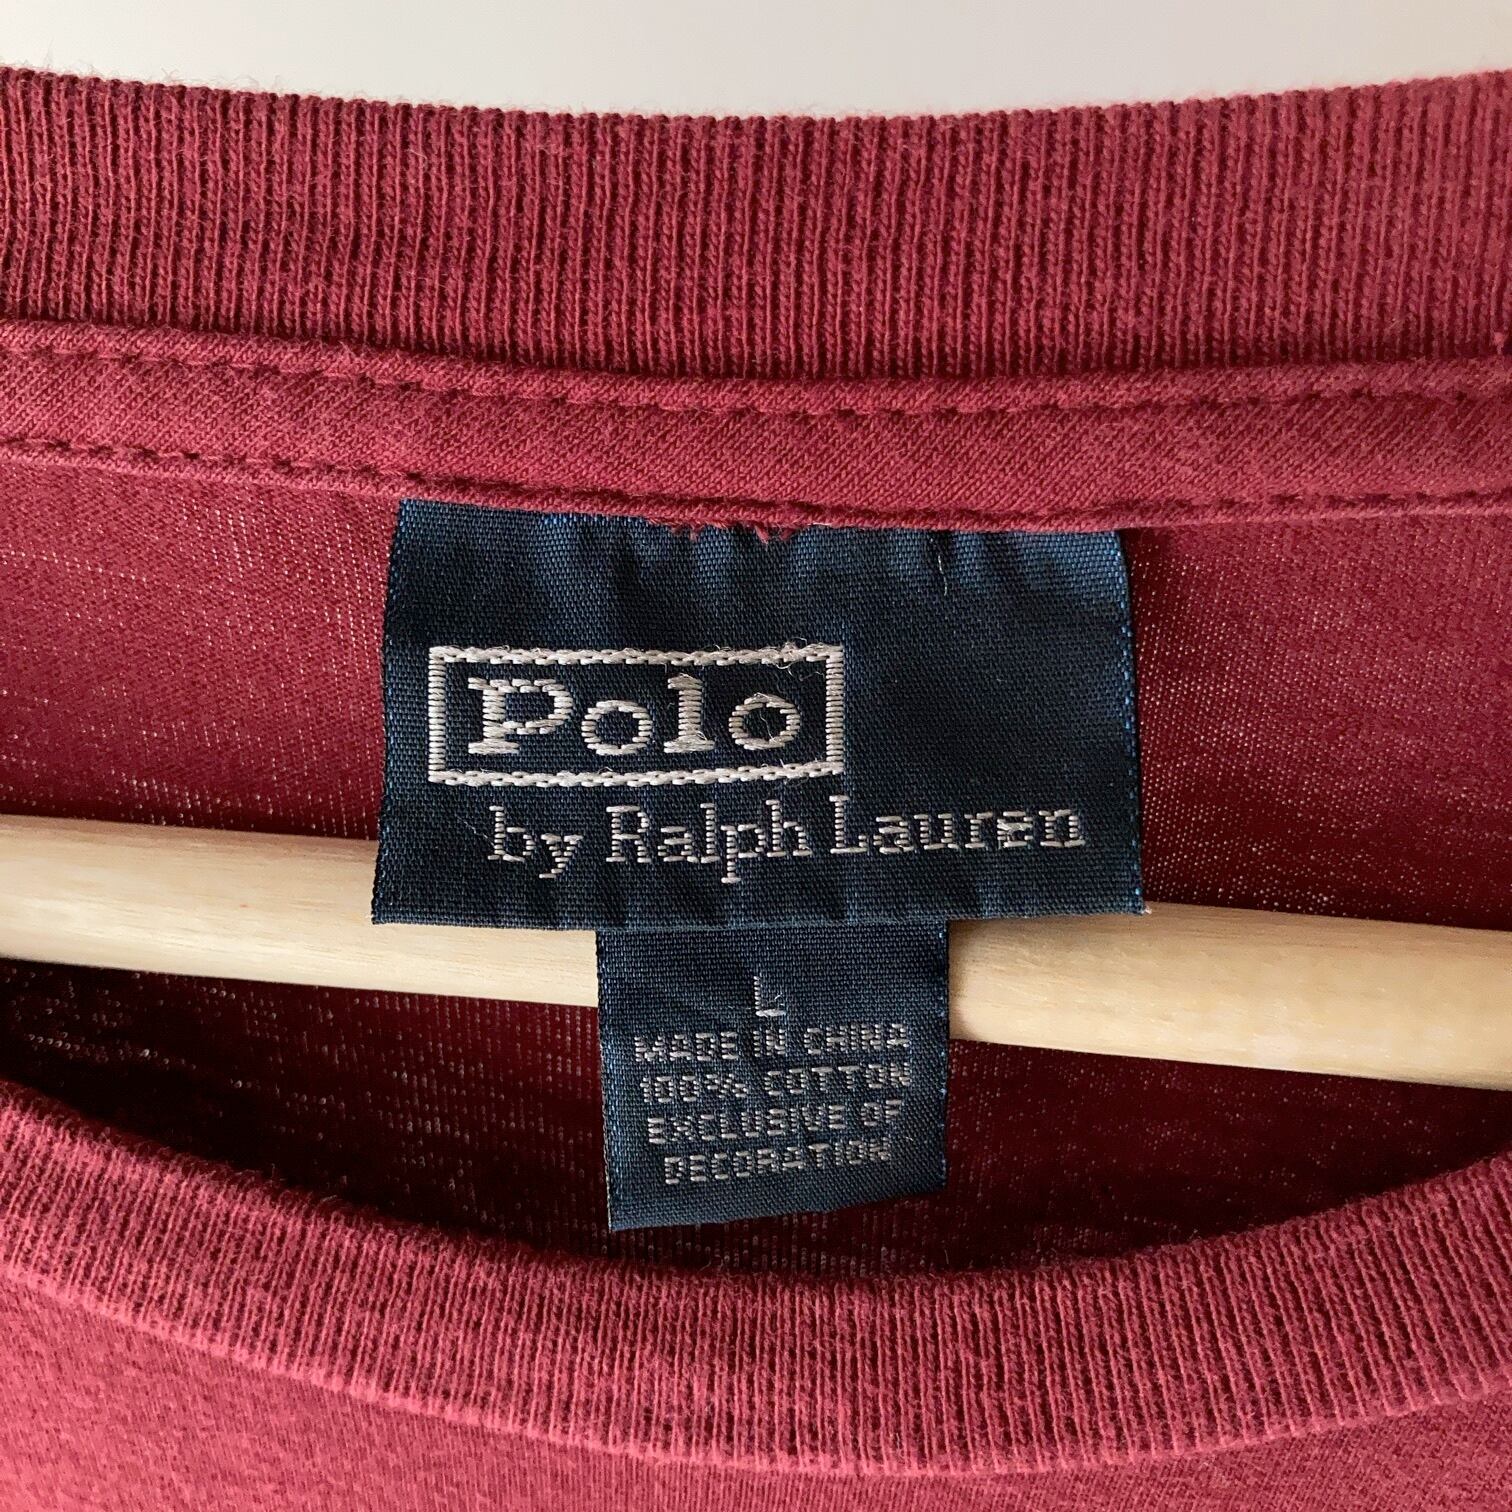 Polo
by Ralph Lauren
L
MADE IN CHINA
100% COTTON
EXCLUSIVE OF
DECORATION